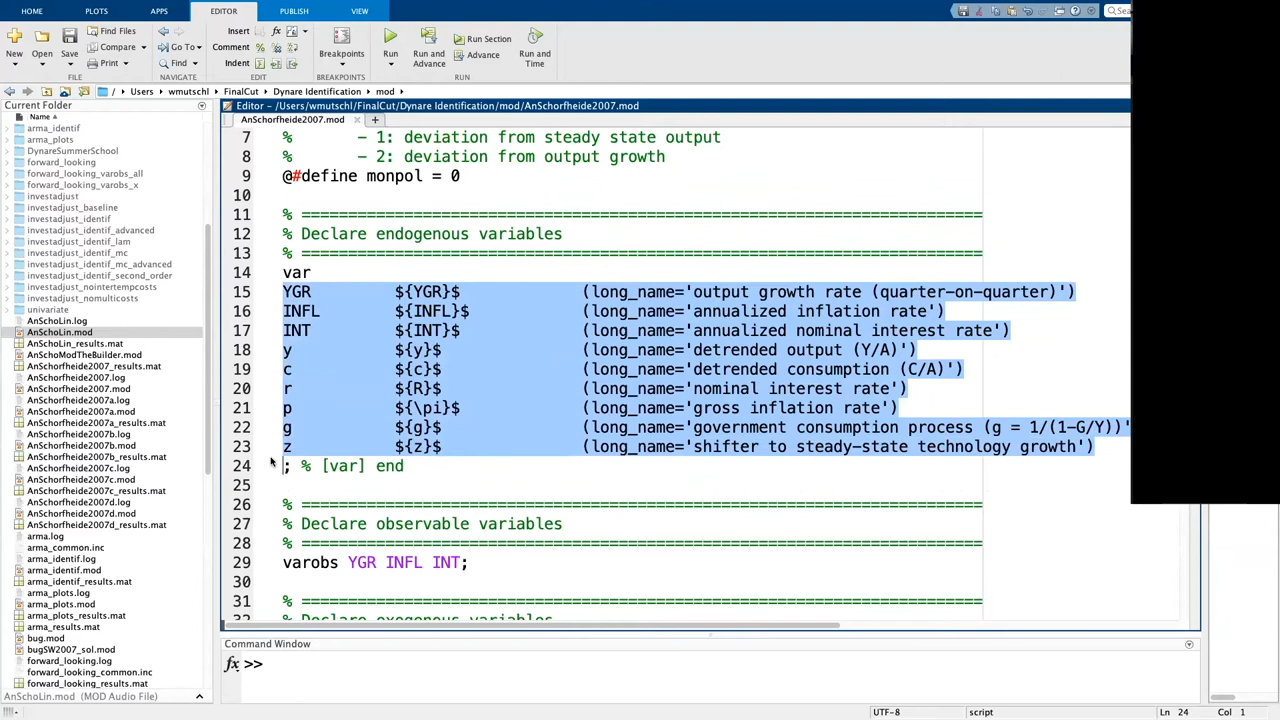 HOME PLOTS APPS EDITOR PUBLISH VIEW
New Open Save Find Files Compare Print Go To Find Insert Comment Indent Breakpoints Run Run and Advance Run Section Advance Run and Time
FILE NAVIGATE EDIT BREAKPOINTS RUN
/ Users wmutschl FinalCut Dynare Identification mod
Current Folder
Name
arma_identif
arma_plots
DynareSummerSchool
forward_looking
forward_looking_varobs_all
forward_looking_varobs_x
investadjust
investadjust_baseline
investadjust_identif
investadjust_identif_advanced
investadjust_identif_lam
investadjust_identif_mc
investadjust_identif_mc_advanced
investadjust_identif_second_order
investadjust_nointertempcosts
investadjust_nomulticosts
univariate
AnSchoLin.log
AnSchoLin.mod
AnSchoLin_results.mat
AnSchoModTheBuilder.mod
AnSchorfheide2007_results.mat
AnSchorfheide2007.log
AnSchorfheide2007.mod
AnSchorfheide2007a.log
AnSchorfheide2007a.mod
AnSchorfheide2007a_results.mat
AnSchorfheide2007b.log
AnSchorfheide2007b.mod
AnSchorfheide2007b_results.mat
AnSchorfheide2007c.log
AnSchorfheide2007c.mod
AnSchorfheide2007c_results.mat
AnSchorfheide2007d.log
AnSchorfheide2007d.mod
AnSchorfheide2007d_results.mat
arma.log
arma_common.inc
arma_identif.log
arma_identif.mod
arma_identif_results.mat
arma_plots.log
arma_plots.mod
arma_plots_results.mat
arma_results.mat
bug.mod
bugSW2007_sol.mod
forward_looking.log
forward_looking_common.inc
forward_looking_results.mat
AnSchoLin.mod (MOD Audio File)
Editor – /Users/wmutschl/FinalCut/Dynare Identification/mod/AnSchorfheide2007.mod
AnSchorfheide2007.mod
7 % - 1: deviation from steady state output
8 % - 2: deviation from output growth
9 @#define monpol = 0
10
11 % =========================================================================
12 % Declare endogenous variables
13 % =========================================================================
14 var
15 YGR ${YGR}$ (long_name='output growth rate (quarter-on-quarter)')
16 INFL ${INFL}$ (long_name='annualized inflation rate')
17 INT ${INT}$ (long_name='annualized nominal interest rate')
18 y ${y}$ (long_name='detrended output (Y/A)')
19 c ${c}$ (long_name='detrended consumption (C/A)')
20 r ${R}$ (long_name='nominal interest rate')
21 p ${\pi}$ (long_name='gross inflation rate')
22 g ${g}$ (long_name='government consumption process (g = 1/(1-G/Y))'
23 z ${z}$ (long_name='shifter to steady-state technology growth')
24 ; % [var] end
25
26 % =========================================================================
27 % Declare observable variables
28 % =========================================================================
29 varobs YGR INFL INT;
30
31 % =========================================================================
32 % Declare exogenous variables
Command Window
fx >>
UTF-8 script Ln 24 Col 1